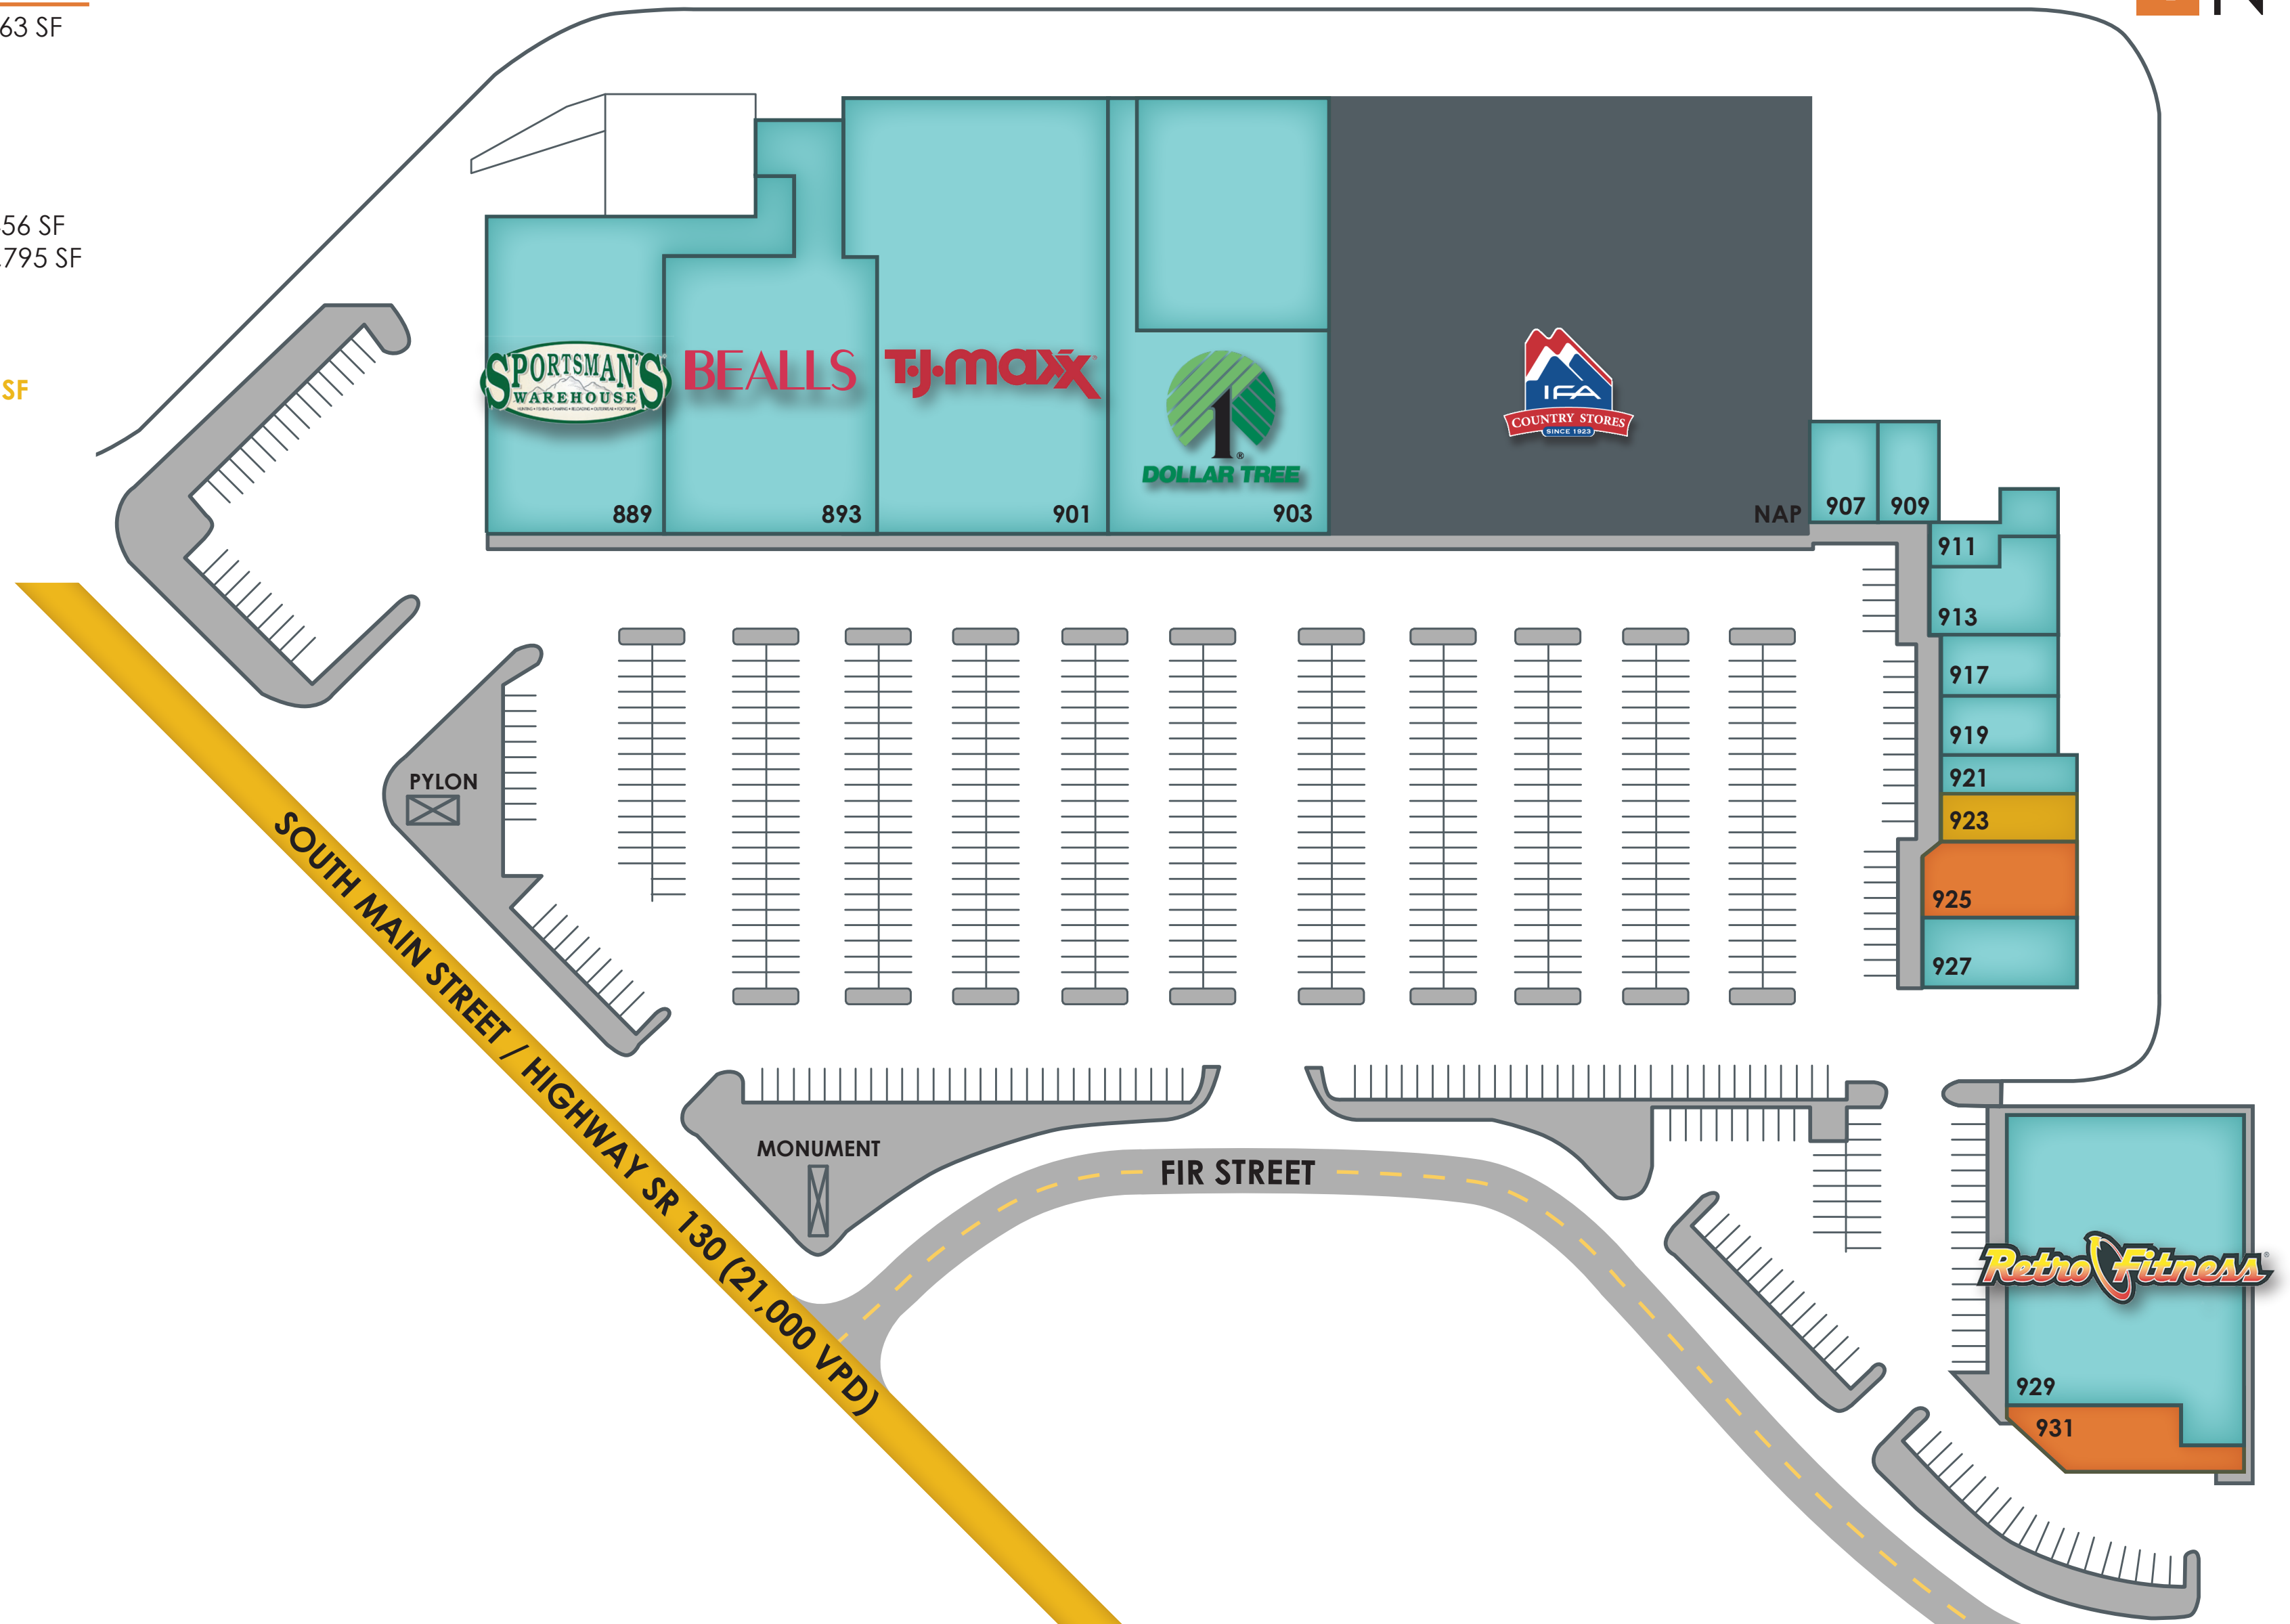 63 SF
56 SF
795 SF
SF
N
SPORTSMAN'S
WAREHOUSE
BEALLS
T·J·maxx
1
DOLLAR TREE
IFA
COUNTRY STORES
SINCE 1923
889
893
901
903
NAP
907
909
911
913
917
919
921
923
925
927
PYLON
SOUTH MAIN STREET / HIGHWAY SR 130 (21,000 VPD)
MONUMENT
FIR STREET
Retro Fitness
929
931